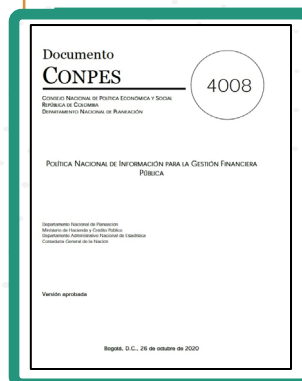 Documento
CONPES
4008
CONSEJO NACIONAL DE POLÍTICA ECONÓMICA Y SOCIAL
REPÚBLICA DE COLOMBIA
DEPARTAMENTO NACIONAL DE PLANEACIÓN
POLÍTICA NACIONAL DE INFORMACIÓN PARA LA GESTIÓN FINANCIERA
PÚBLICA
Departamento Nacional de Planeación
Ministerio de Hacienda y Crédito Público
Departamento Administrativo Nacional de Estadística
Contaduría General de la Nación
Versión aprobada
Bogotá, D.C., 26 de octubre de 2020